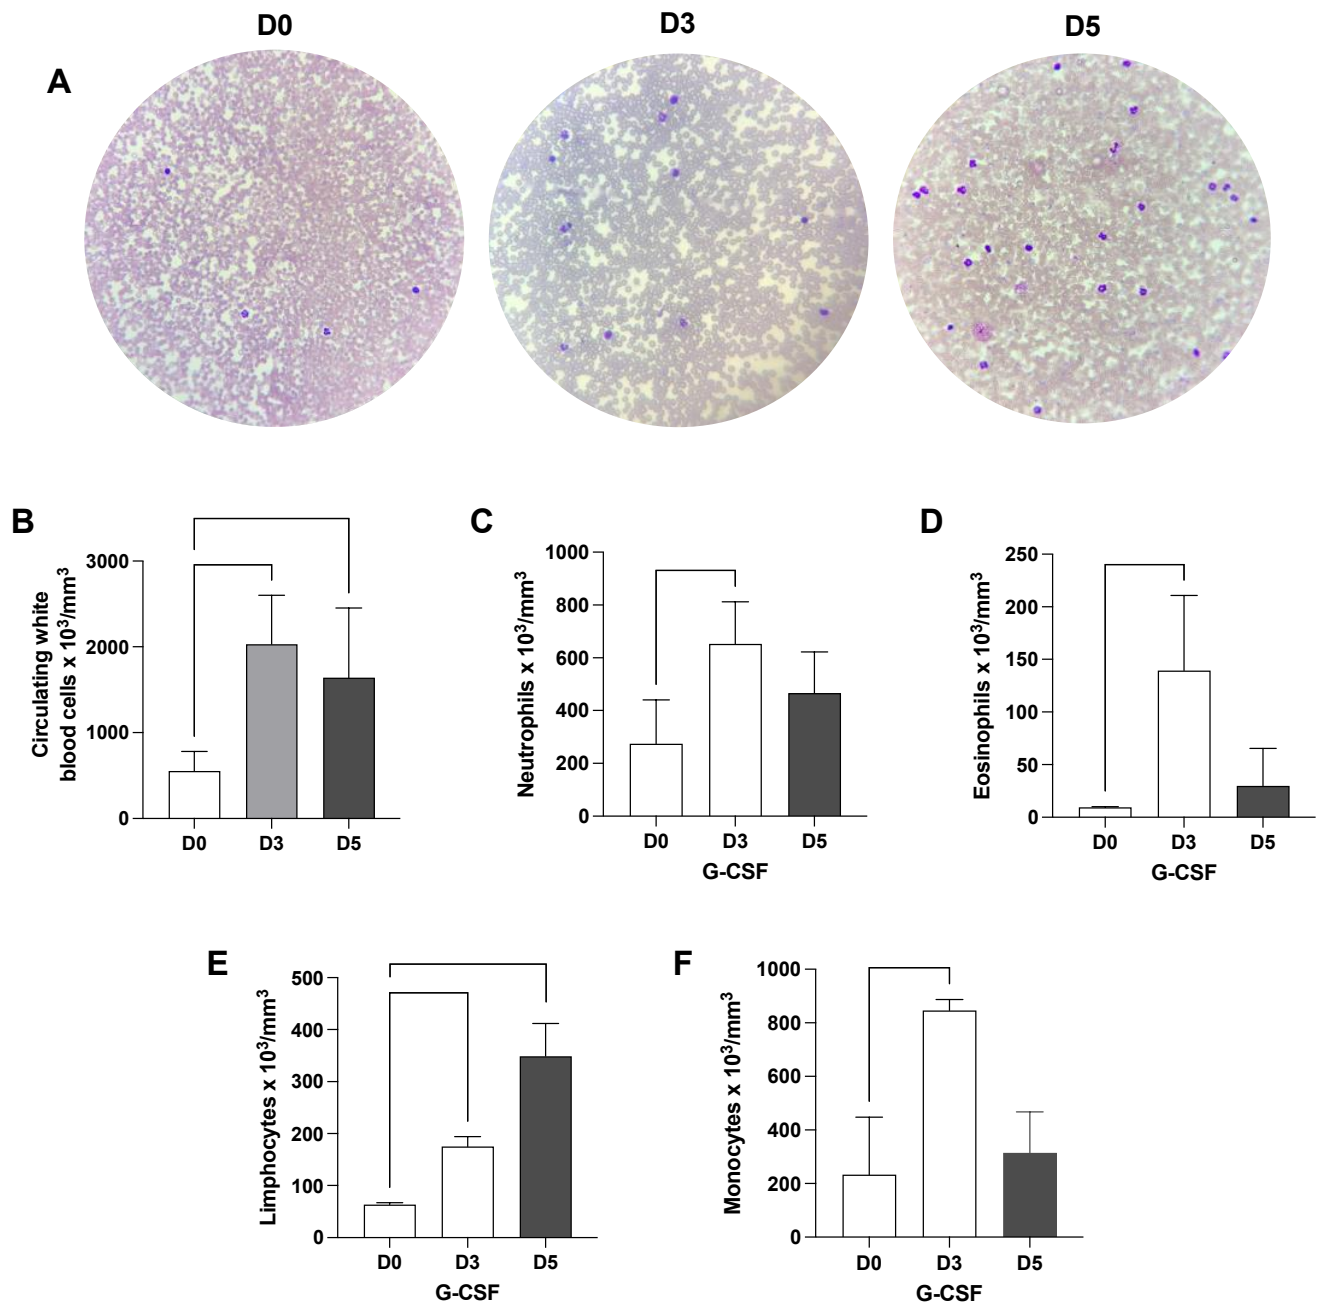 D0
D3
D5
A
B
Circulating white
blood cells x 10³/mm³
3000
2000
1000
0
D0
D3
D5
C
Neutrophils x 10³/mm³
1000
800
600
400
200
0
D0
D3
D5
G-CSF
D
Eosinophils x 10³/mm³
250
200
150
100
50
0
D0
D3
D5
G-CSF
E
Limphocytes x 10³/mm³
500
400
300
200
100
0
D0
D3
D5
G-CSF
F
Monocytes x 10³/mm³
1000
800
600
400
200
0
D0
D3
D5
G-CSF